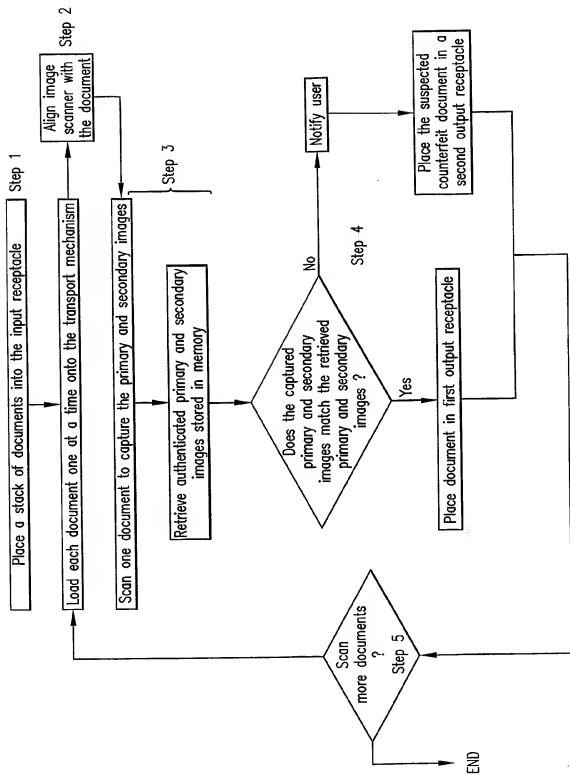 Place a stack of documents into the input receptacle
Step 1
Load each document one at a time onto the transport mechanism
Align image
scanner with
the document
Step 2
Scan one document to capture the primary and secondary images
Step 3
Retrieve authenticated primary and secondary
images stored in memory
Does the captured
primary and secondary
images match the retrieved
primary and secondary
images ?
Step 4
No
Notify user
Place the suspected
counterfeit document in a
second output receptacle
Yes
Place document in first output receptacle
Scan
more documents
?
Step 5
END